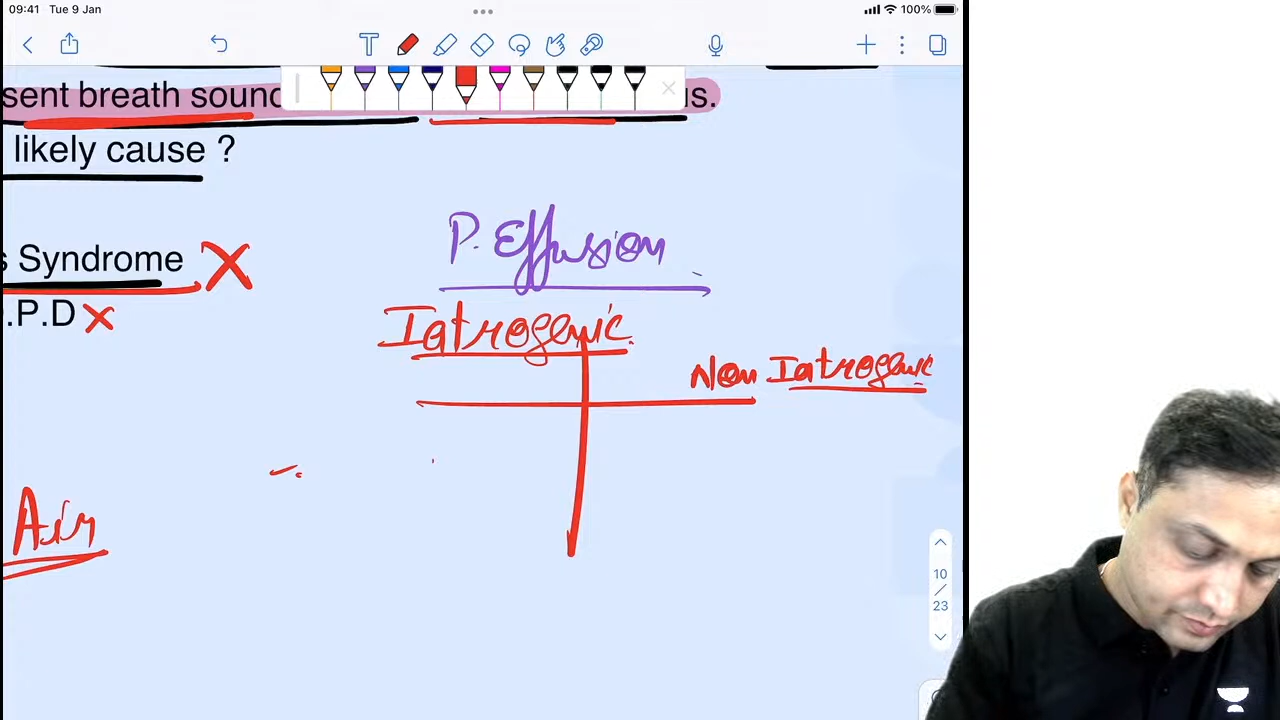 09:41 Tue 9 Jan
100%
sent breath sound
us.
likely cause ?
P. Effusion
s Syndrome
Iatrogenic.
.P.D
Non Iatrogenic
Air
10
23